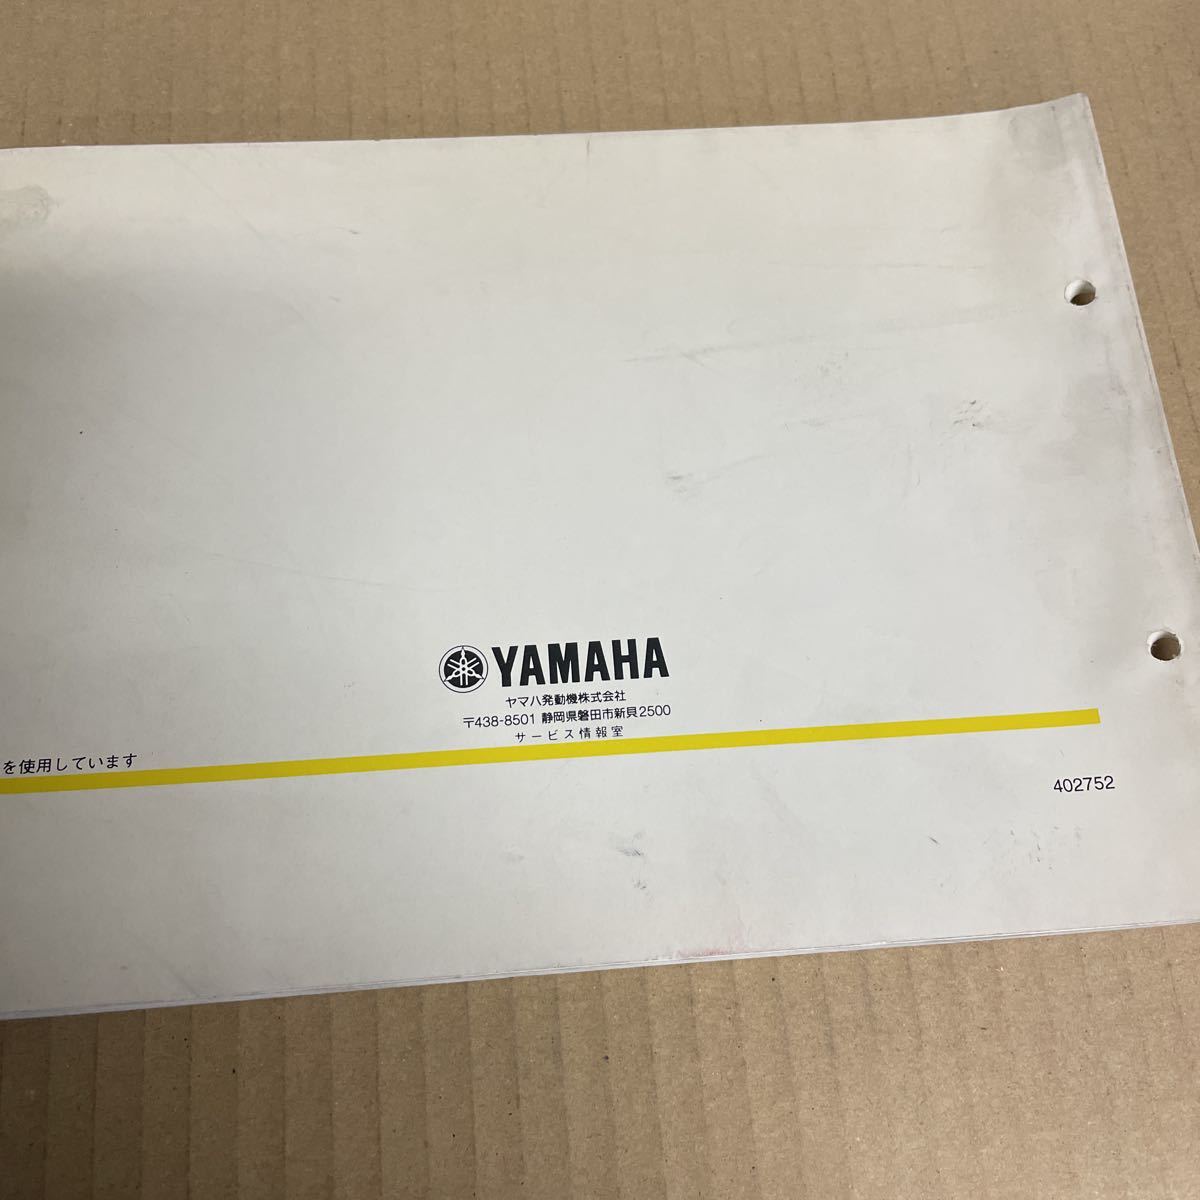 YAMAHA
ヤマハ発動機株式会社
〒438-8501 静岡県磐田市新貝2500
サービス情報室
を使用しています
402752